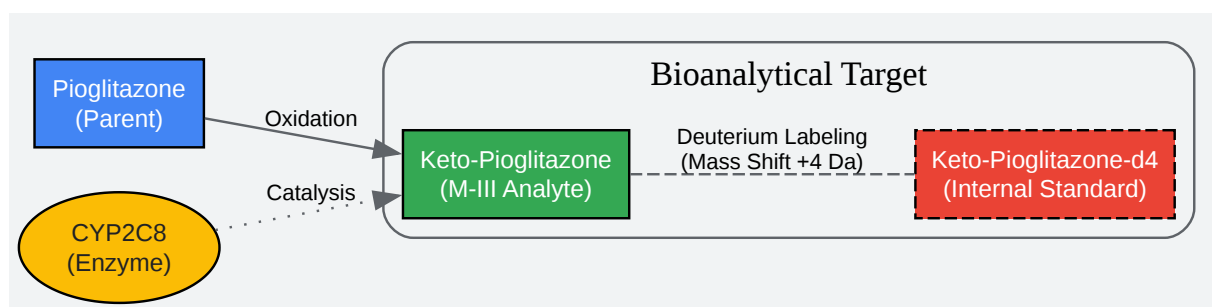 Bioanalytical Target
Pioglitazone
(Parent)
Oxidation
Keto-Pioglitazone
(M-III Analyte)
Deuterium Labeling
(Mass Shift +4 Da)
Keto-Pioglitazone-d4
(Internal Standard)
Catalysis
CYP2C8
(Enzyme)